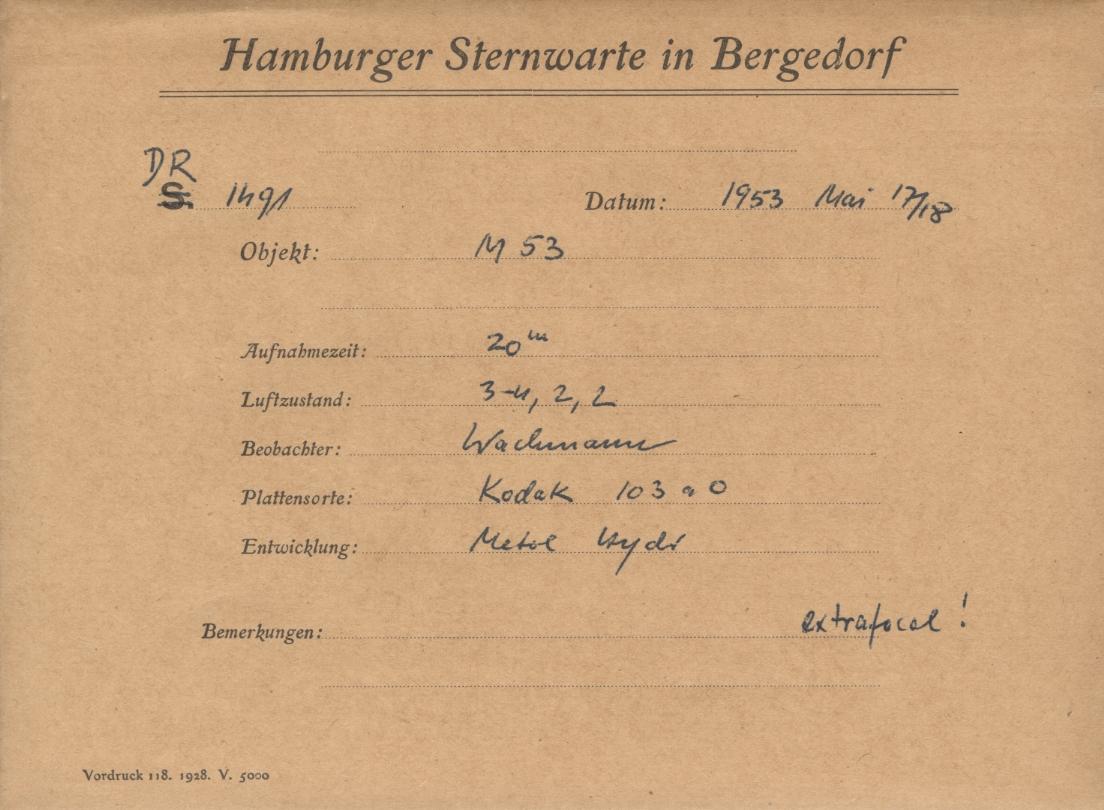 Hamburger Sternwarte in Bergedorf
DR
S. 1491 Datum: 1953 Mai 17/18
Objekt: M 53
Aufnahmezeit: 20m
Luftzustand: 3-4, 2, 2
Beobachter: Wachmann
Plattensorte: Kodak 103 a O
Entwicklung: Metol Hydr
Bemerkungen: extrafocal!
Vordruck 118. 1928. V. 5000